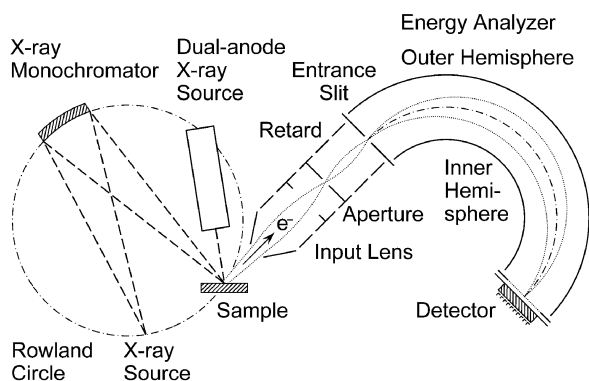 X-ray
Monochromator
Dual-anode
X-ray
Source
Entrance
Slit
Energy Analyzer
Outer Hemisphere
Retard
Inner
Hemi-
sphere
Aperture
e⁻
Input Lens
Sample
Detector
Rowland
Circle
X-ray
Source